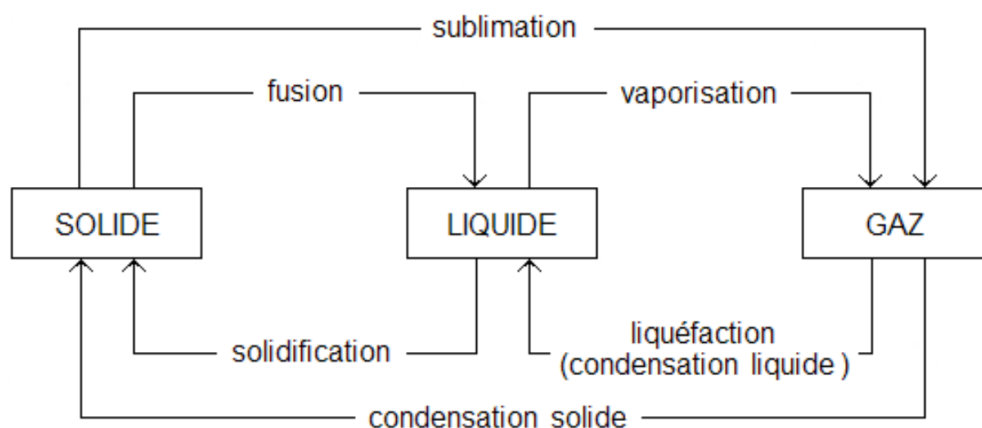 sublimation
fusion
vaporisation
SOLIDE
LIQUIDE
GAZ
solidification
liquéfaction
(condensation liquide)
condensation solide